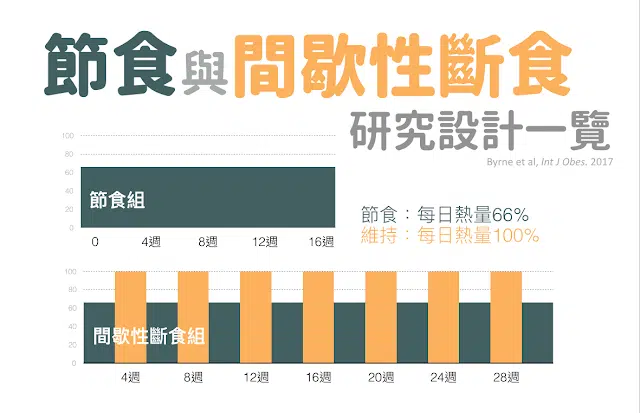 節食與間歇性斷食
研究設計一覽
Byrne et al, Int J Obes. 2017
100
80
60
40
20
0
節食組
0 4週 8週 12週 16週
節食：每日熱量66%
維持：每日熱量100%
100
80
60
40
20
0
間歇性斷食組
4週 8週 12週 16週 20週 24週 28週